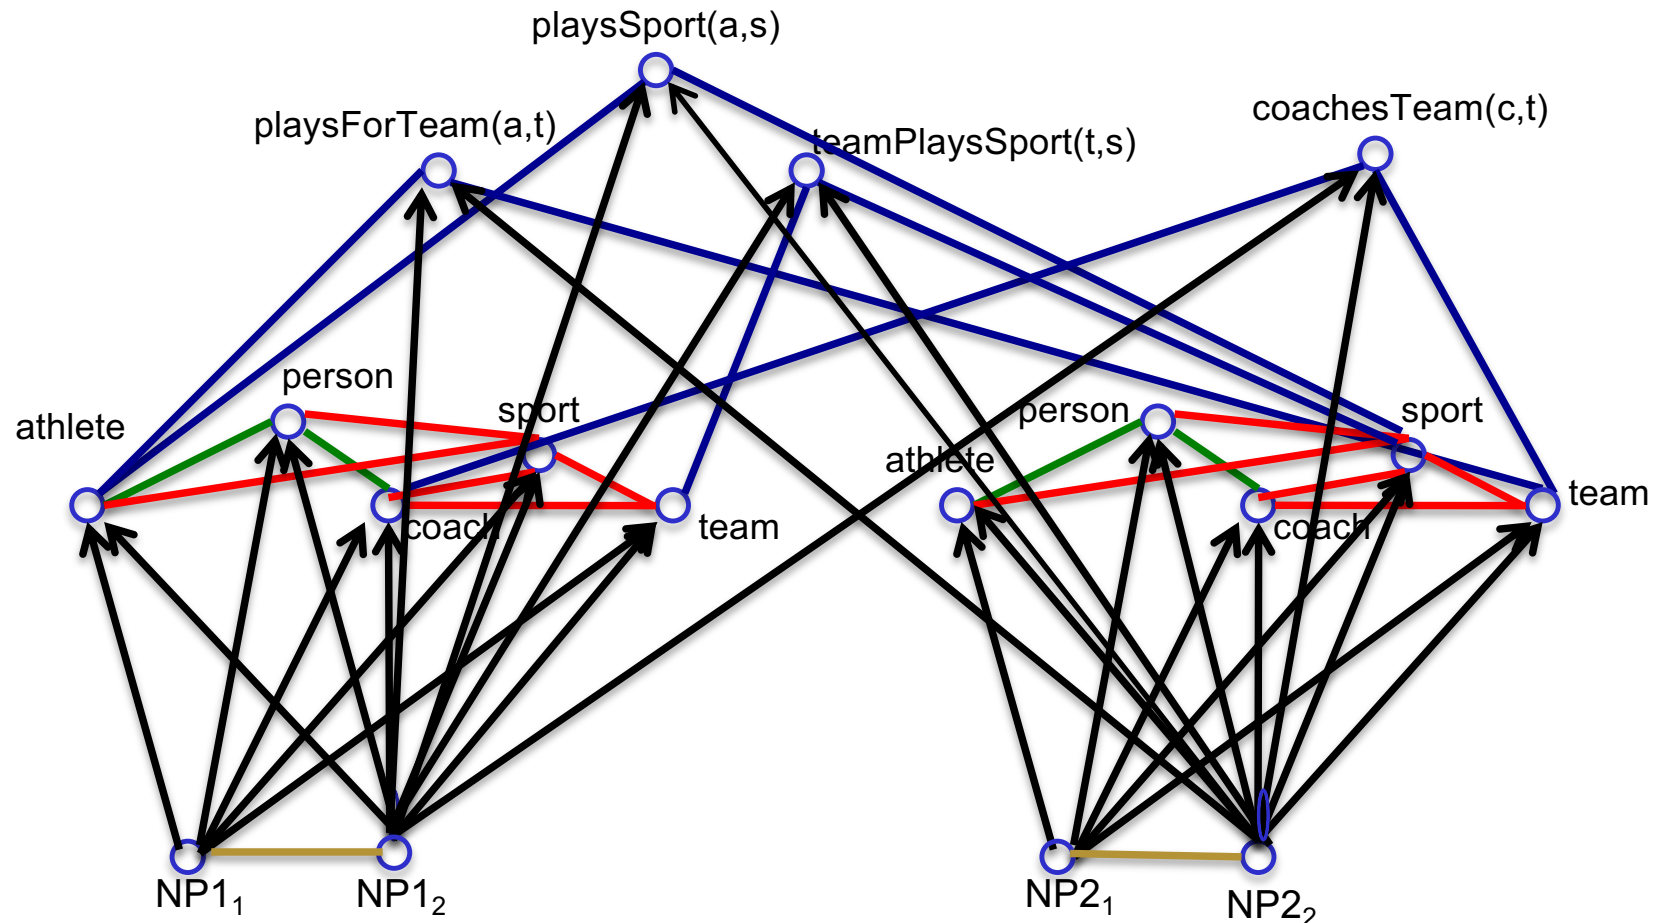 playsSport(a,s)
playsForTeam(a,t)
teamPlaysSport(t,s)
coachesTeam(c,t)
person
athlete
sport
coach
team
person
athlete
sport
coach
team
NP1₁
NP1₂
NP2₁
NP2₂